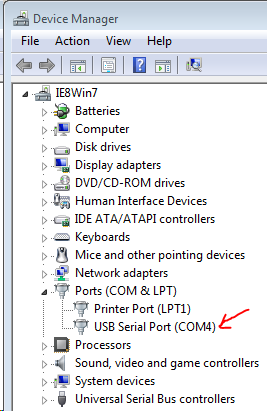 Device Manager
File Action View Help
IE8Win7
Batteries
Computer
Disk drives
Display adapters
DVD/CD-ROM drives
Human Interface Devices
IDE ATA/ATAPI controllers
Keyboards
Mice and other pointing devices
Network adapters
Ports (COM & LPT)
Printer Port (LPT1)
USB Serial Port (COM4)
Processors
Sound, video and game controllers
System devices
Universal Serial Bus controllers